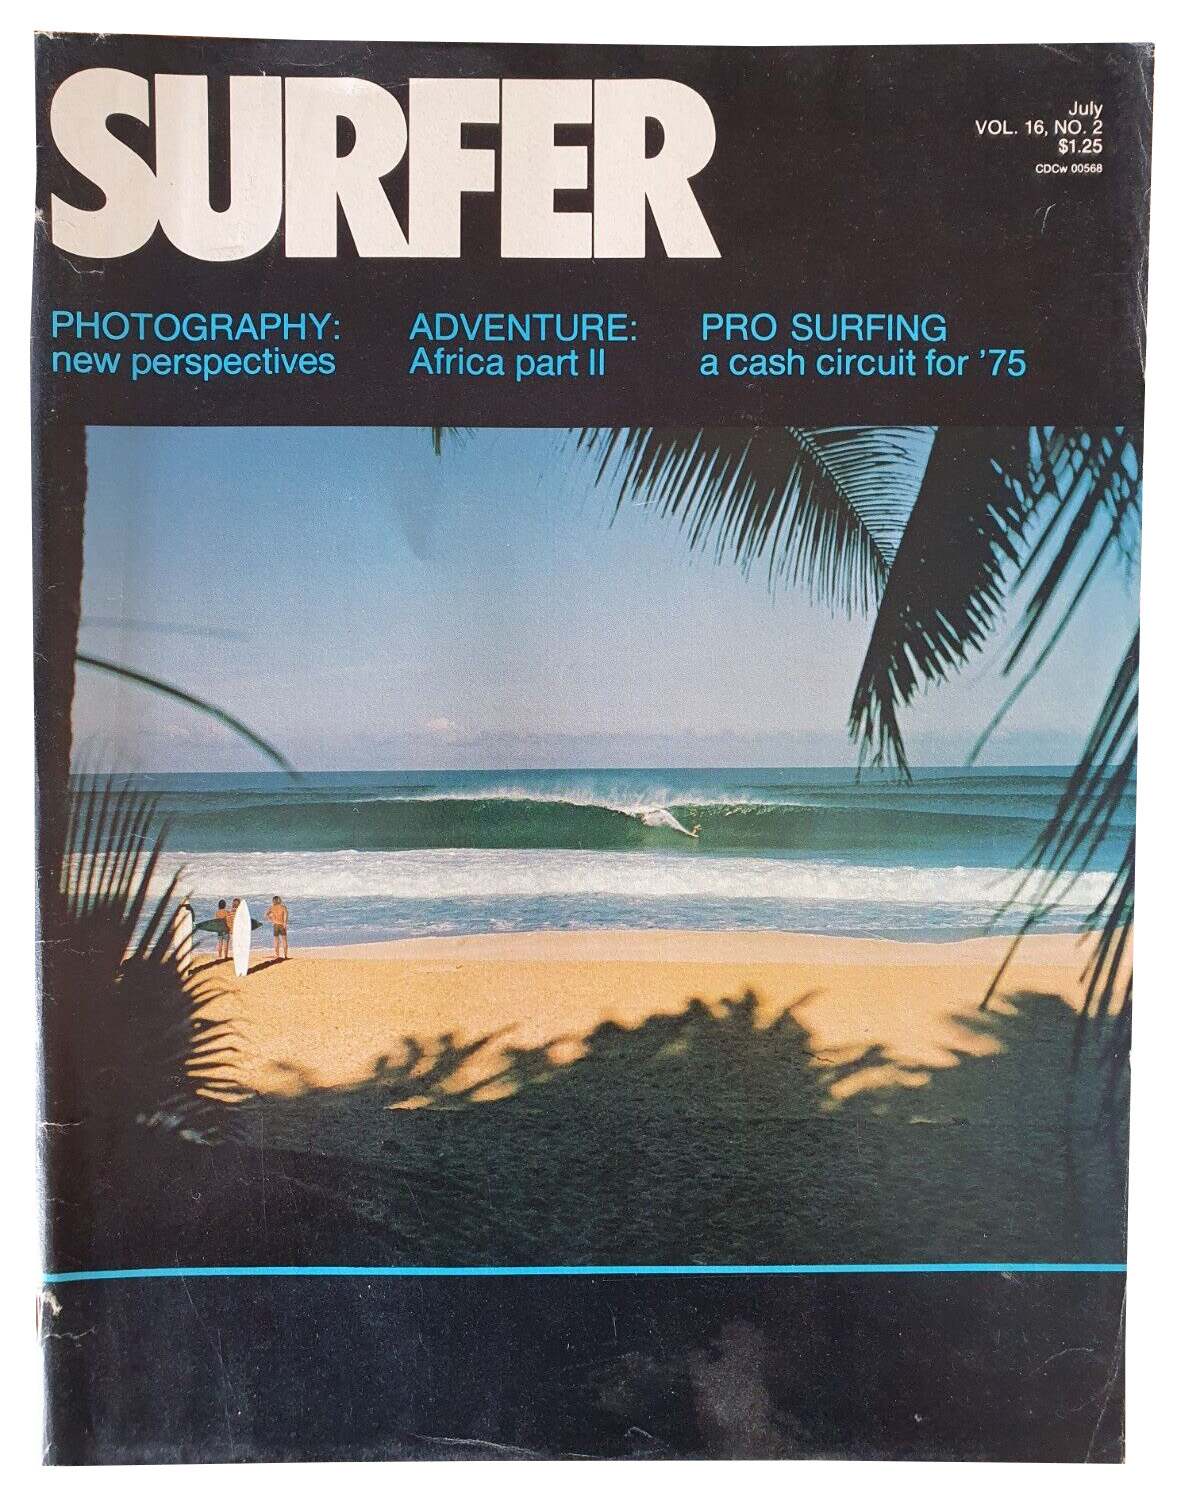 SURFER
July
VOL. 16, NO. 2
$1.25
CDCw 00568
PHOTOGRAPHY:
new perspectives
ADVENTURE:
Africa part II
PRO SURFING
a cash circuit for ’75